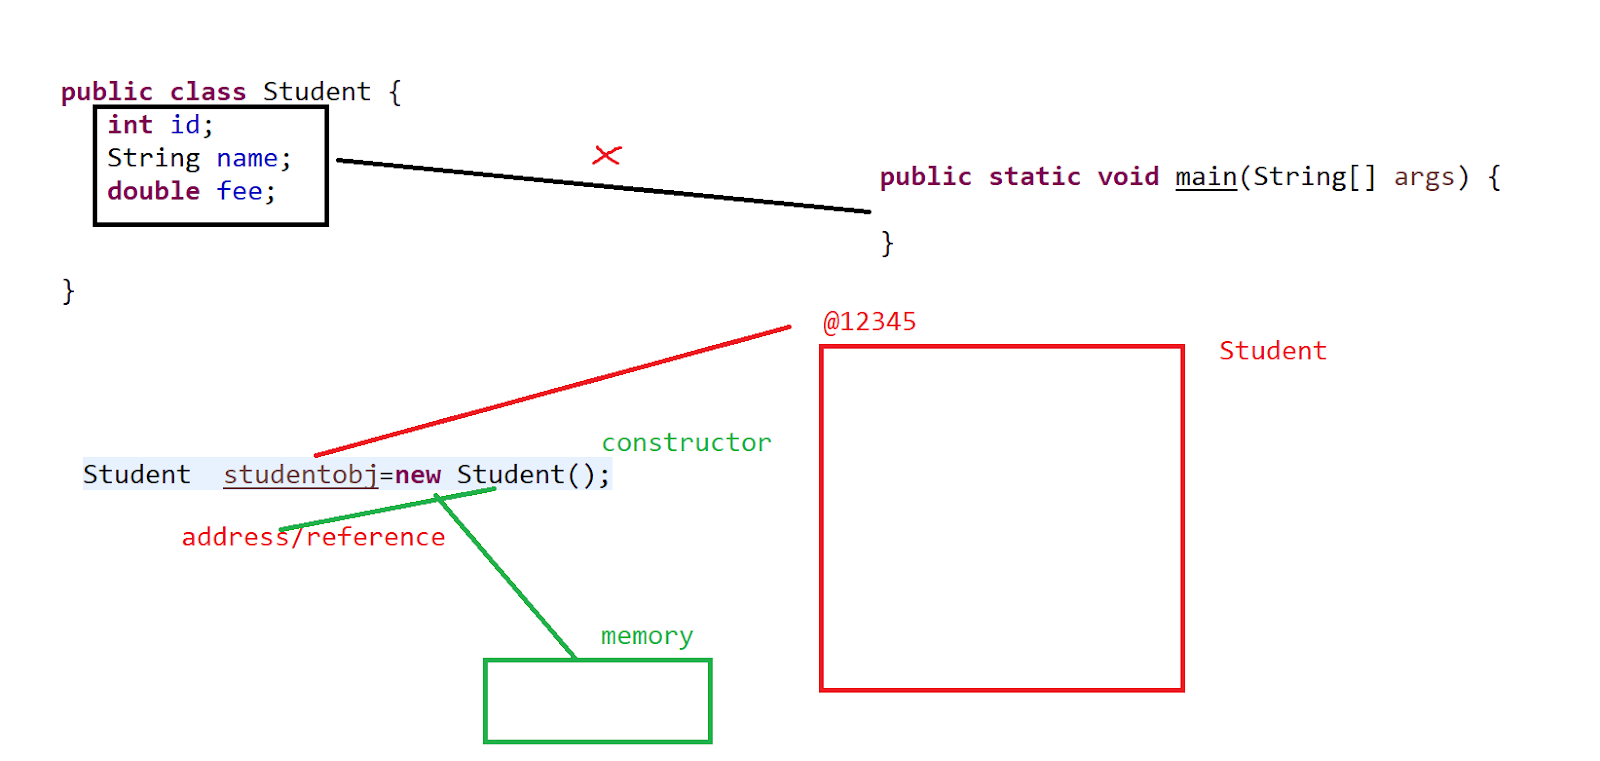 public class Student {
int id;
String name;
double fee;
}
public static void main(String[] args) {
}
@12345
Student
constructor
Student  studentobj=new Student();
address/reference
memory